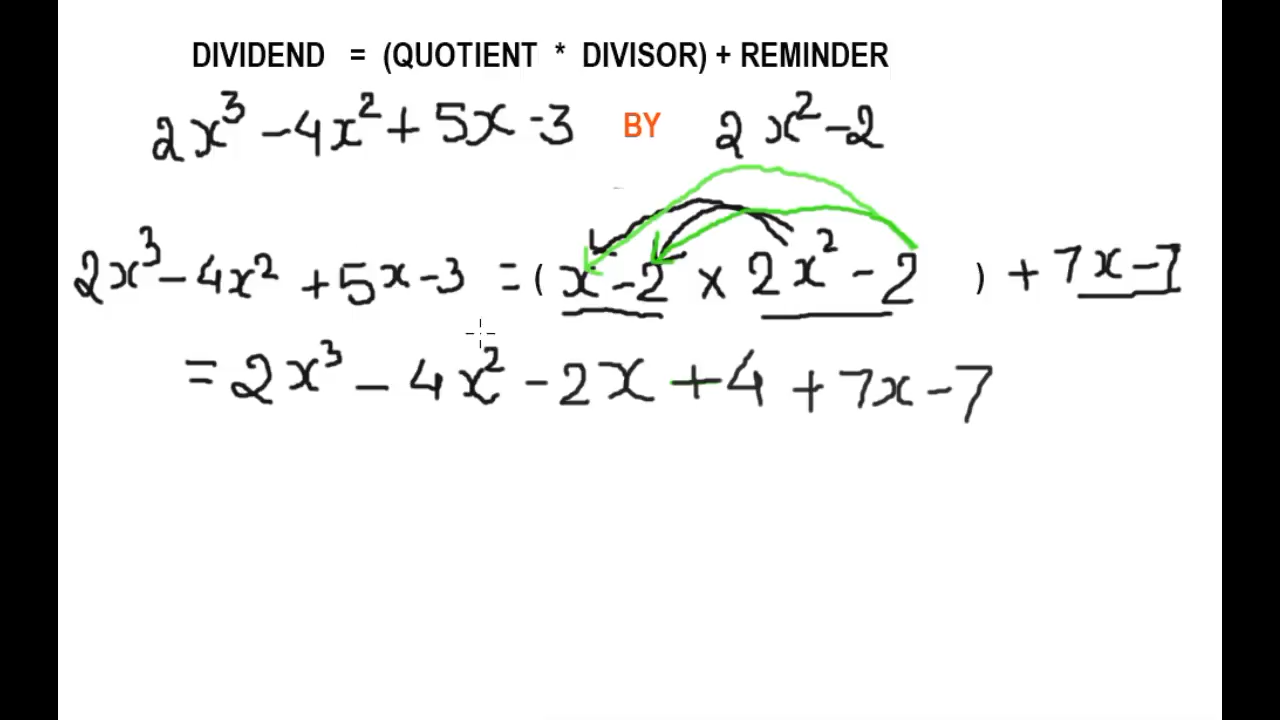 DIVIDEND = (QUOTIENT * DIVISOR) + REMINDER
2x³ - 4x² + 5x - 3 BY 2x² - 2
2x³ - 4x² + 5x - 3 = ( x - 2 × 2x² - 2 ) + 7x - 7
= 2x³ - 4x² - 2x + 4 + 7x - 7